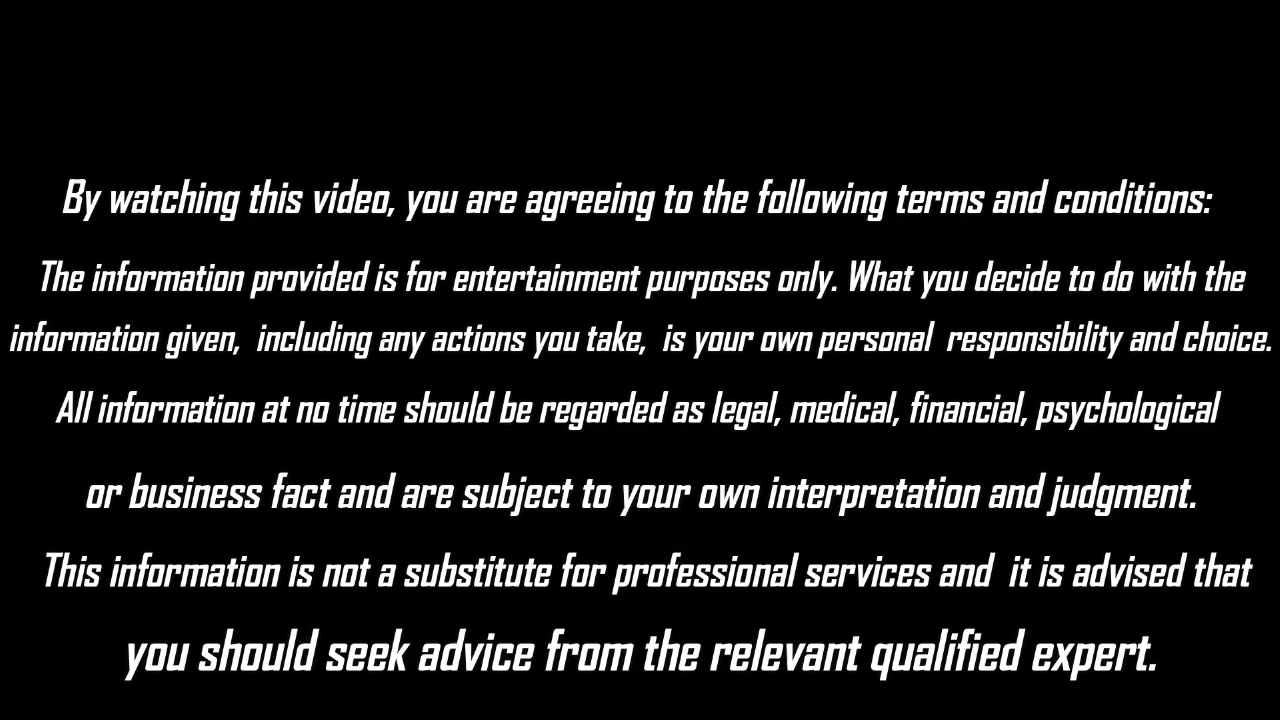 By watching this video, you are agreeing to the following terms and conditions:
The information provided is for entertainment purposes only. What you decide to do with the
information given, including any actions you take, is your own personal responsibility and choice.
All information at no time should be regarded as legal, medical, financial, psychological
or business fact and are subject to your own interpretation and judgment.
This information is not a substitute for professional services and it is advised that
you should seek advice from the relevant qualified expert.